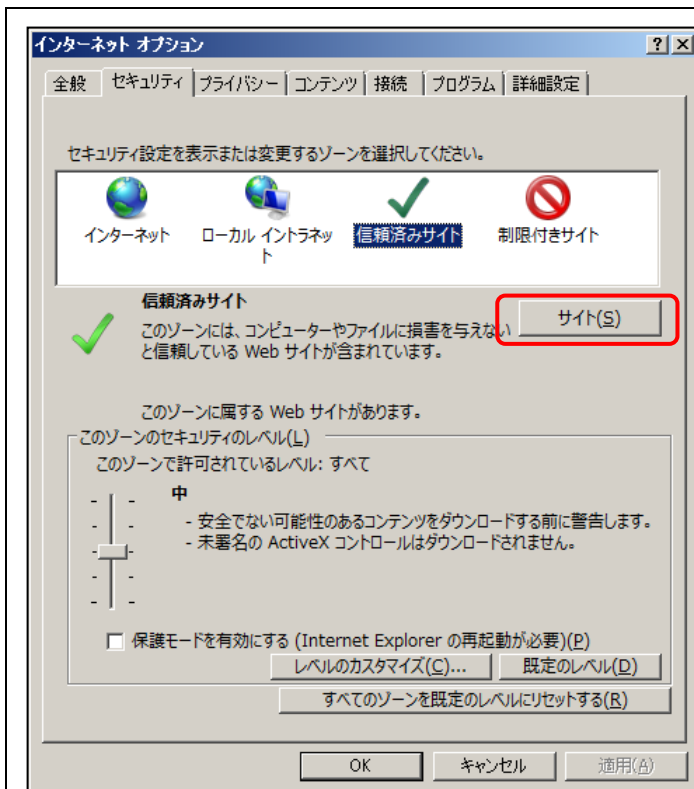 インターネット オプション
全般 セキュリティ プライバシー コンテンツ 接続 プログラム 詳細設定
セキュリティ設定を表示または変更するゾーンを選択してください。
インターネット
ローカル イントラネッ
ト
信頼済みサイト
制限付きサイト
信頼済みサイト
このゾーンには、コンピューターやファイルに損害を与えない
と信頼している Web サイトが含まれています。
サイト(S)
このゾーンに属する Web サイトがあります。
このゾーンのセキュリティのレベル(L)
このゾーンで許可されているレベル: すべて
中
- 安全でない可能性のあるコンテンツをダウンロードする前に警告します。
- 未署名の ActiveX コントロールはダウンロードされません。
保護モードを有効にする (Internet Explorer の再起動が必要)(P)
レベルのカスタマイズ(C)... 既定のレベル(D)
すべてのゾーンを既定のレベルにリセットする(R)
OK キャンセル 適用(A)